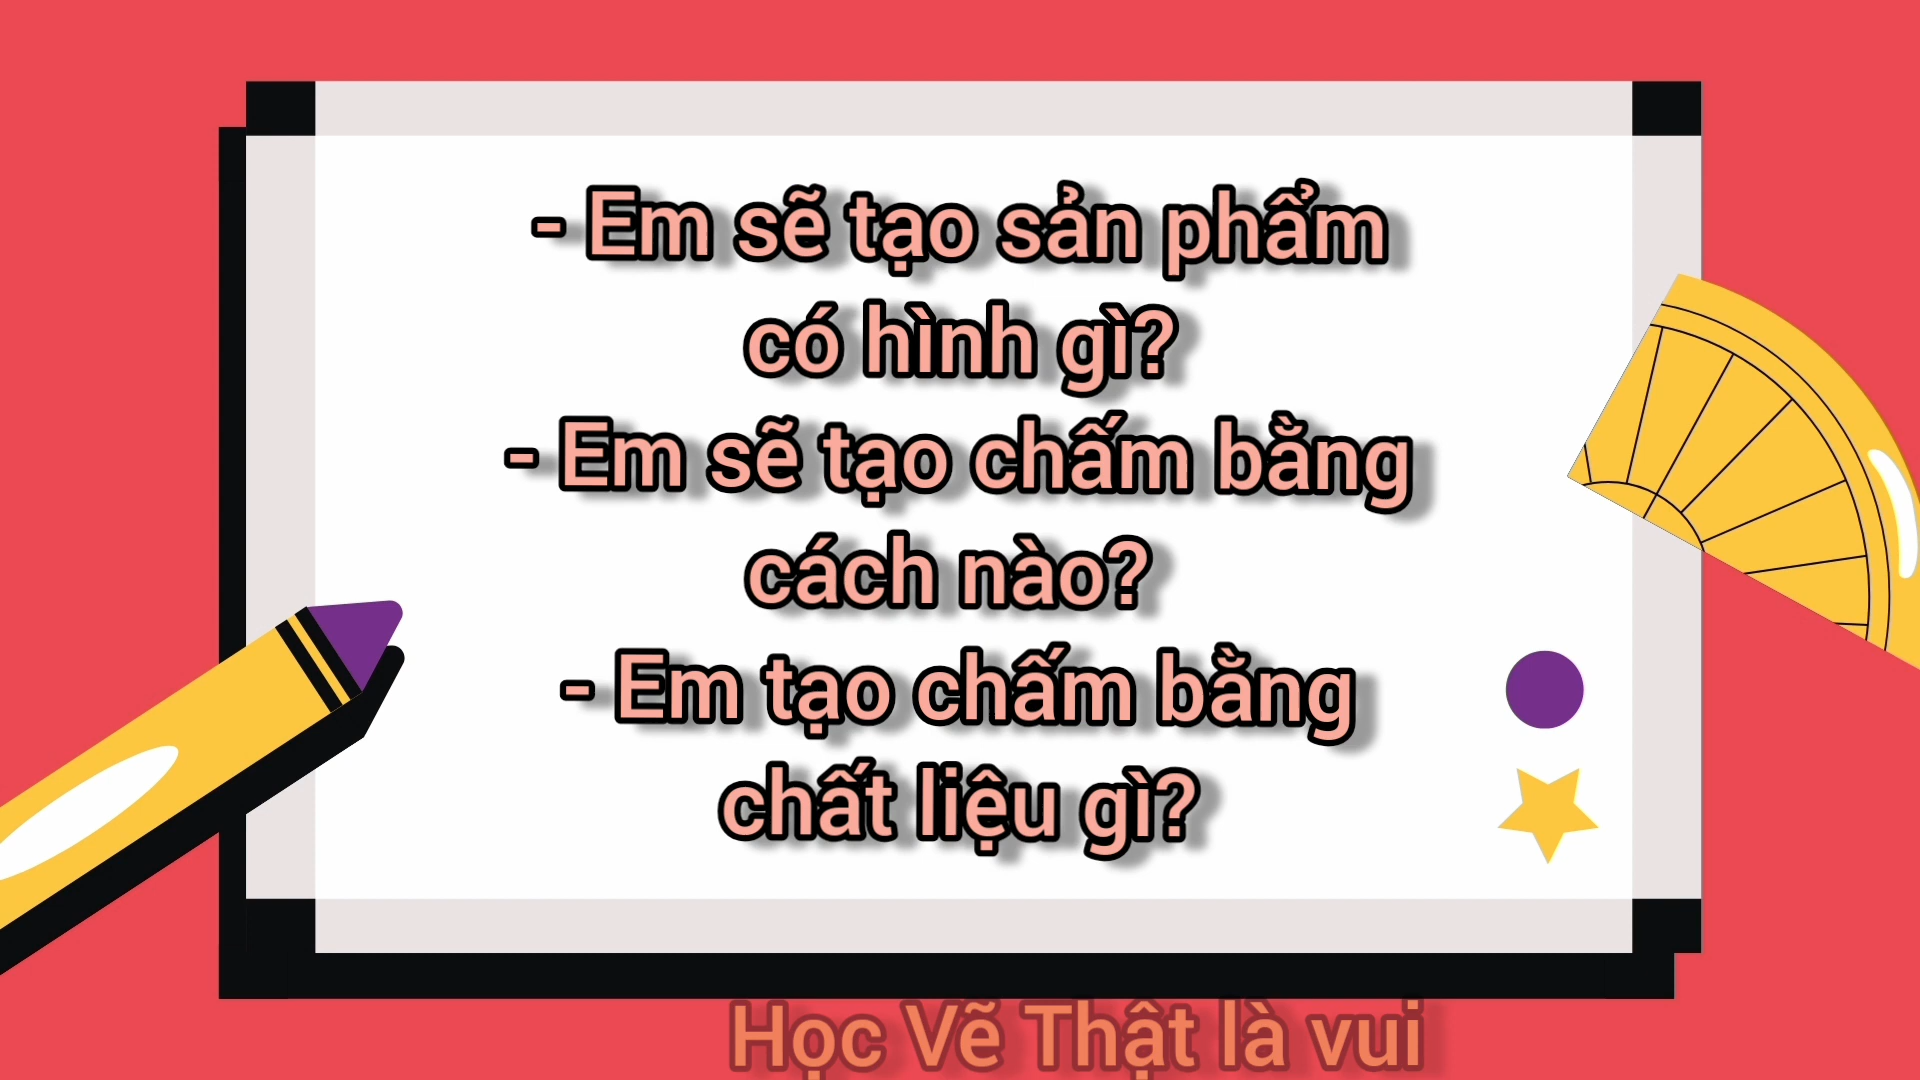 - Em sẽ tạo sản phẩm
có hình gì?
- Em sẽ tạo chấm bằng
cách nào?
- Em tạo chấm bằng
chất liệu gì?
Học Vẽ Thật là vui